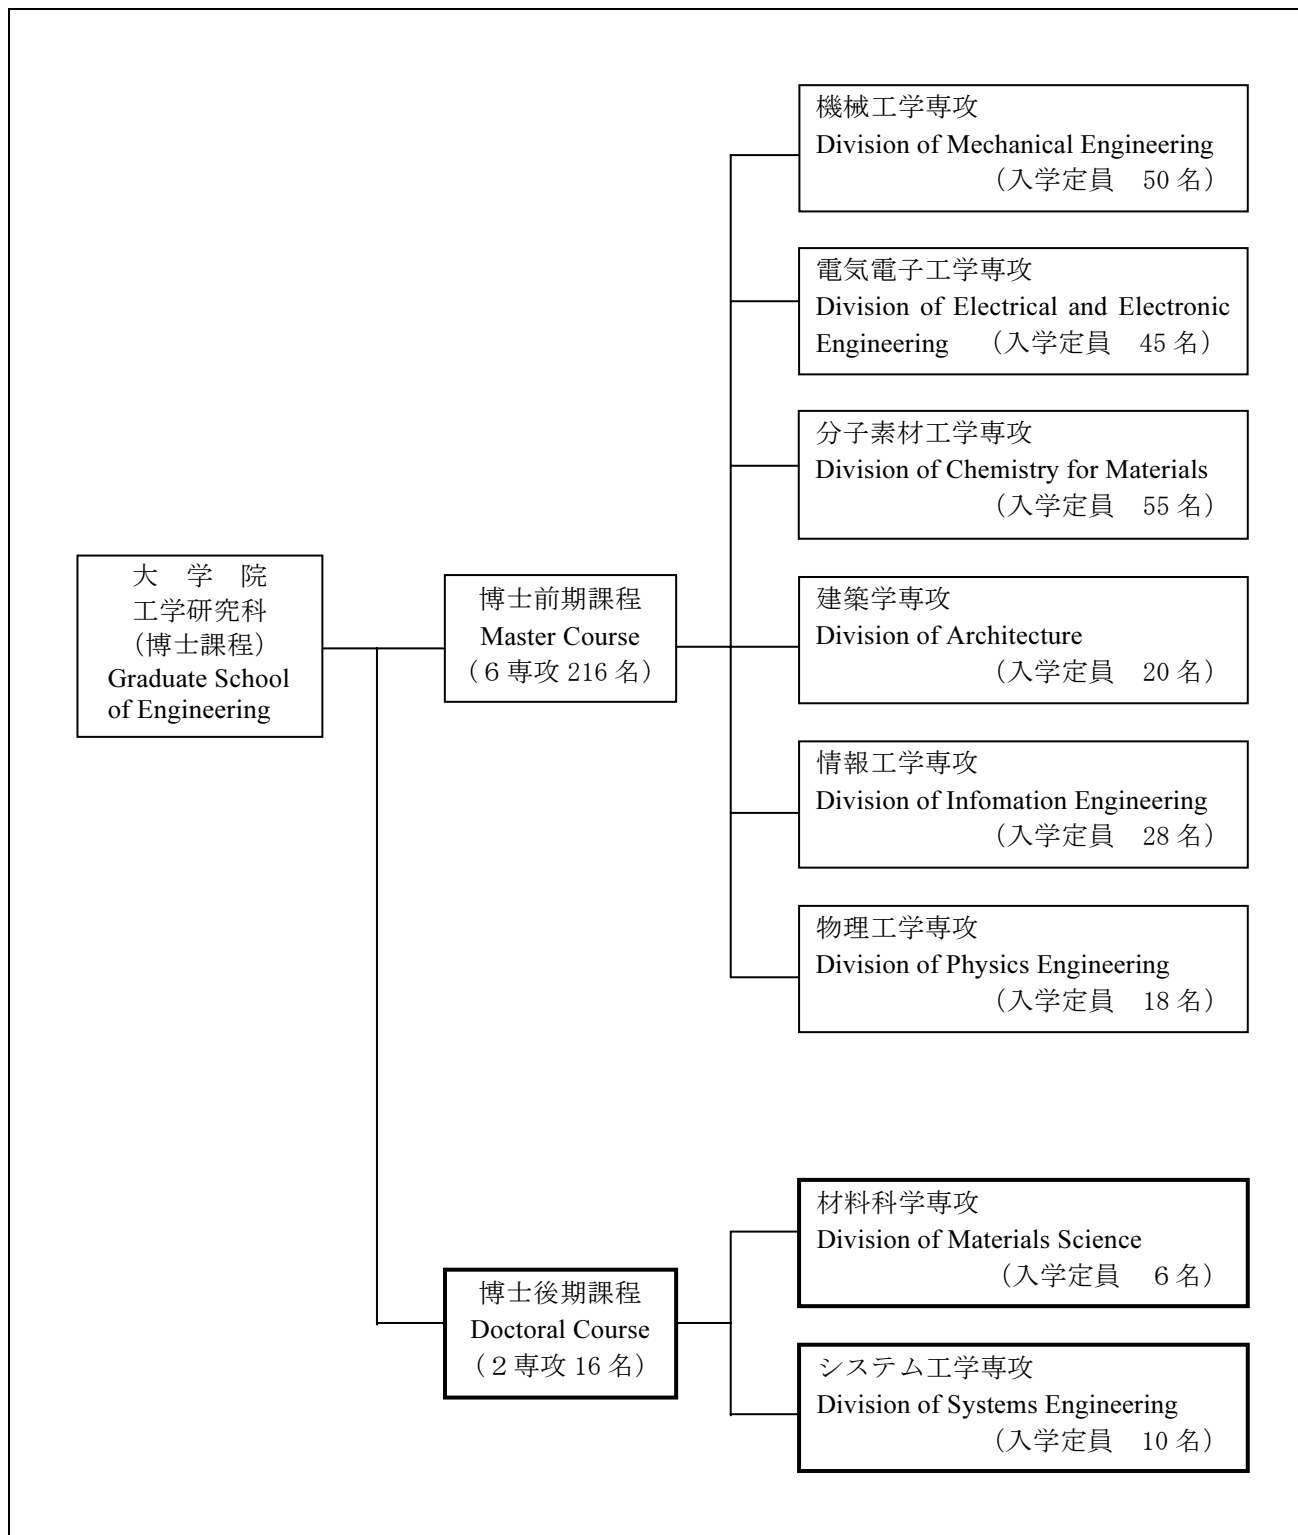 大　学　院
工学研究科
（博士課程）
Graduate School
of Engineering
博士前期課程
Master Course
（６専攻 216 名）
機械工学専攻
Division of Mechanical Engineering
（入学定員　50 名）
電気電子工学専攻
Division of Electrical and Electronic
Engineering　（入学定員　45 名）
分子素材工学専攻
Division of Chemistry for Materials
（入学定員　55 名）
建築学専攻
Division of Architecture
（入学定員　20 名）
情報工学専攻
Division of Infomation Engineering
（入学定員　28 名）
物理工学専攻
Division of Physics Engineering
（入学定員　18 名）
博士後期課程
Doctoral Course
（２専攻 16 名）
材料科学専攻
Division of Materials Science
（入学定員　６名）
システム工学専攻
Division of Systems Engineering
（入学定員　10 名）